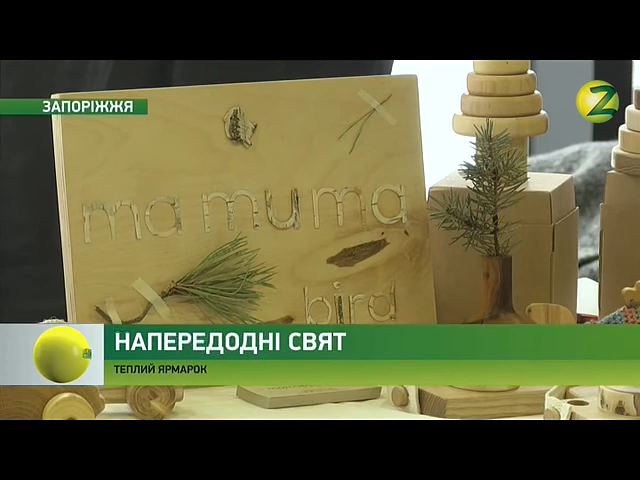 ЗАПОРІЖЖЯ
Z
ma muma
bird
НАПЕРЕДОДНІ СВЯТ
ТЕПЛИЙ ЯРМАРОК